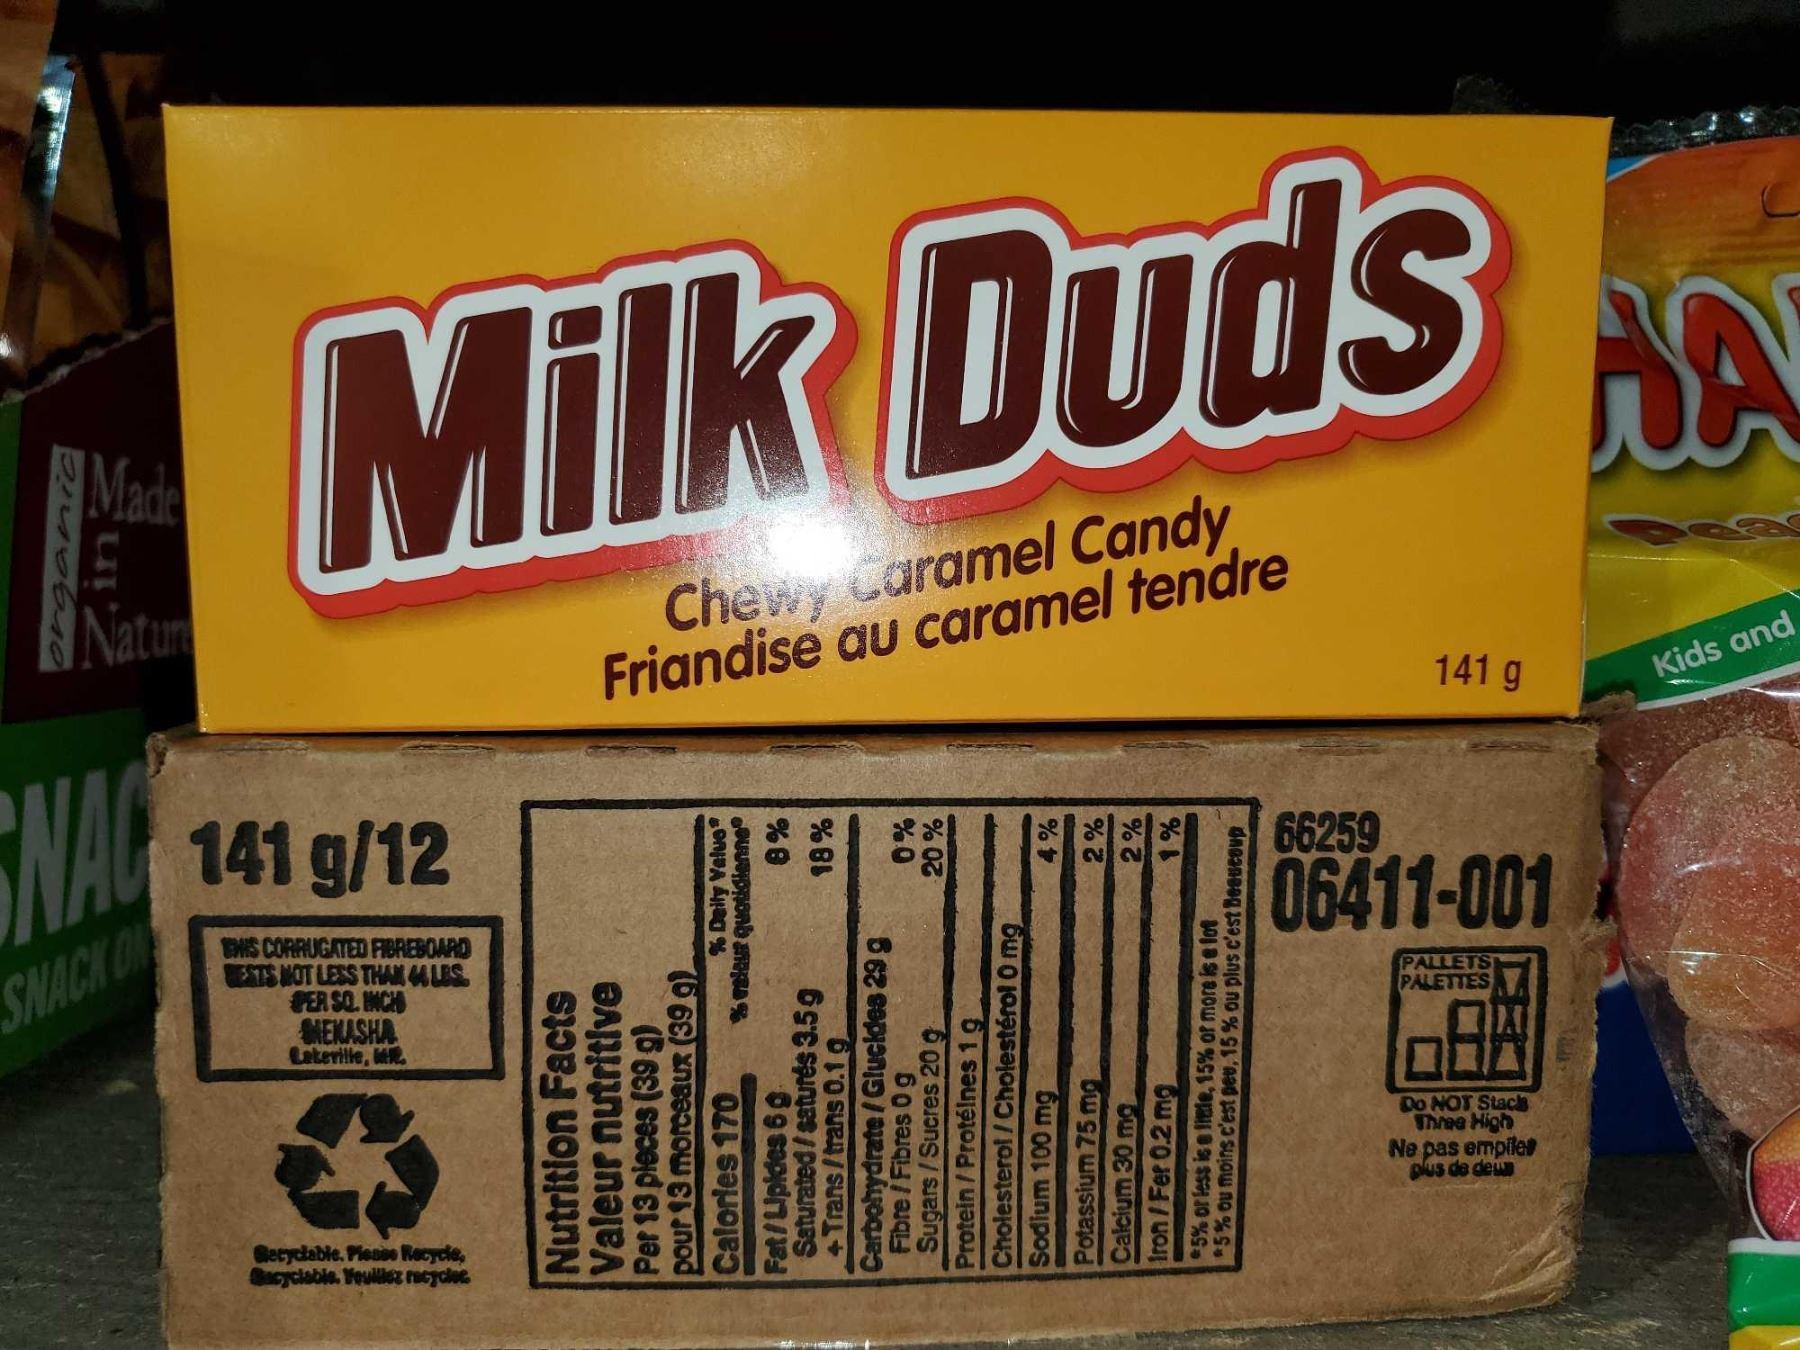 Milk Duds
Chewy Caramel Candy
Friandise au caramel tendre
141 g
organic
Made
in
Nature
SNAC
SNACK ON
HA
Kids and
141 g/12
THIS CORRUGATED FIBREBOARD
TESTS NOT LESS THAN 44 LBS.
PER SQ. INCH
MENASHA
Lakeville,
Recyclable. Please Recycle.
Recyclable. Veuillez recycler.
Nutrition Facts
Valeur nutritive
Per 13 pieces (39 g)
pour 13 morceaux (39 g)
% Daily Value*
Calories 170 % valeur quotidienne*
Fat / Lipides 6 g 8 %
Saturated / saturés 3.5 g 18 %
+ Trans / trans 0.1 g
Carbohydrate / Glucides 29 g
Fibre / Fibres 0 g 0 %
Sugars / Sucres 20 g 20 %
Protein / Protéines 1 g
Cholesterol / Cholestérol 0 mg
Sodium 100 mg 4 %
Potassium 75 mg 2 %
Calcium 30 mg 2 %
Iron / Fer 0.2 mg 1 %
*5% or less is a little, 15% or more is a lot
*5 % ou moins c'est peu, 15 % ou plus c'est beaucoup
66259
06411-001
PALLETS
PALETTES
Do NOT Stack
Three High
Ne pas empiler
plus de deux